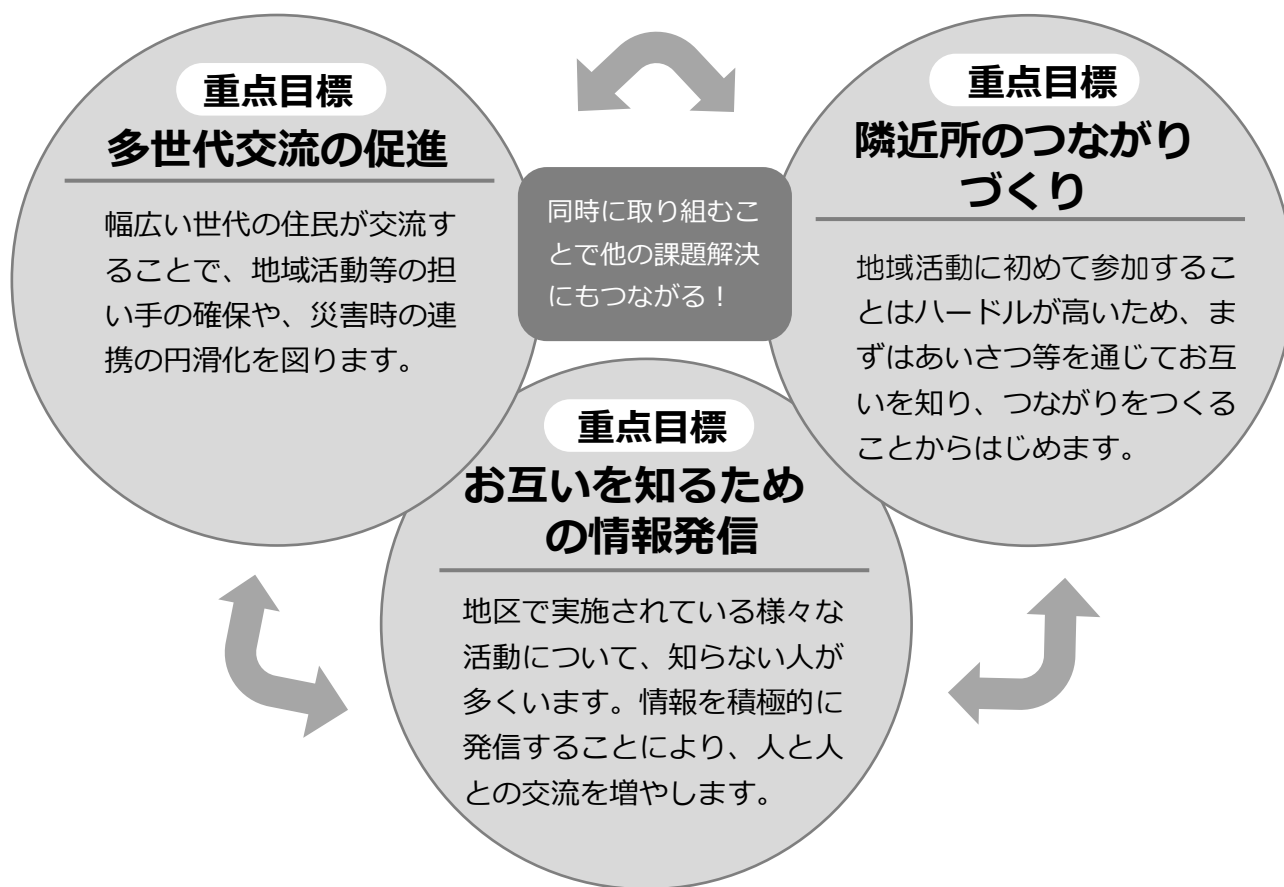 重点目標
多世代交流の促進
幅広い世代の住民が交流す
ることで、地域活動等の担
い手の確保や、災害時の連
携の円滑化を図ります。
同時に取り組むこ
とで他の課題解決
にもつながる！
重点目標
隣近所のつながり
づくり
地域活動に初めて参加するこ
とはハードルが高いため、ま
ずはあいさつ等を通じてお互
いを知り、つながりをつくる
ことからはじめます。
重点目標
お互いを知るため
の情報発信
地区で実施されている様々な
活動について、知らない人が
多くいます。情報を積極的に
発信することにより、人と人
との交流を増やします。